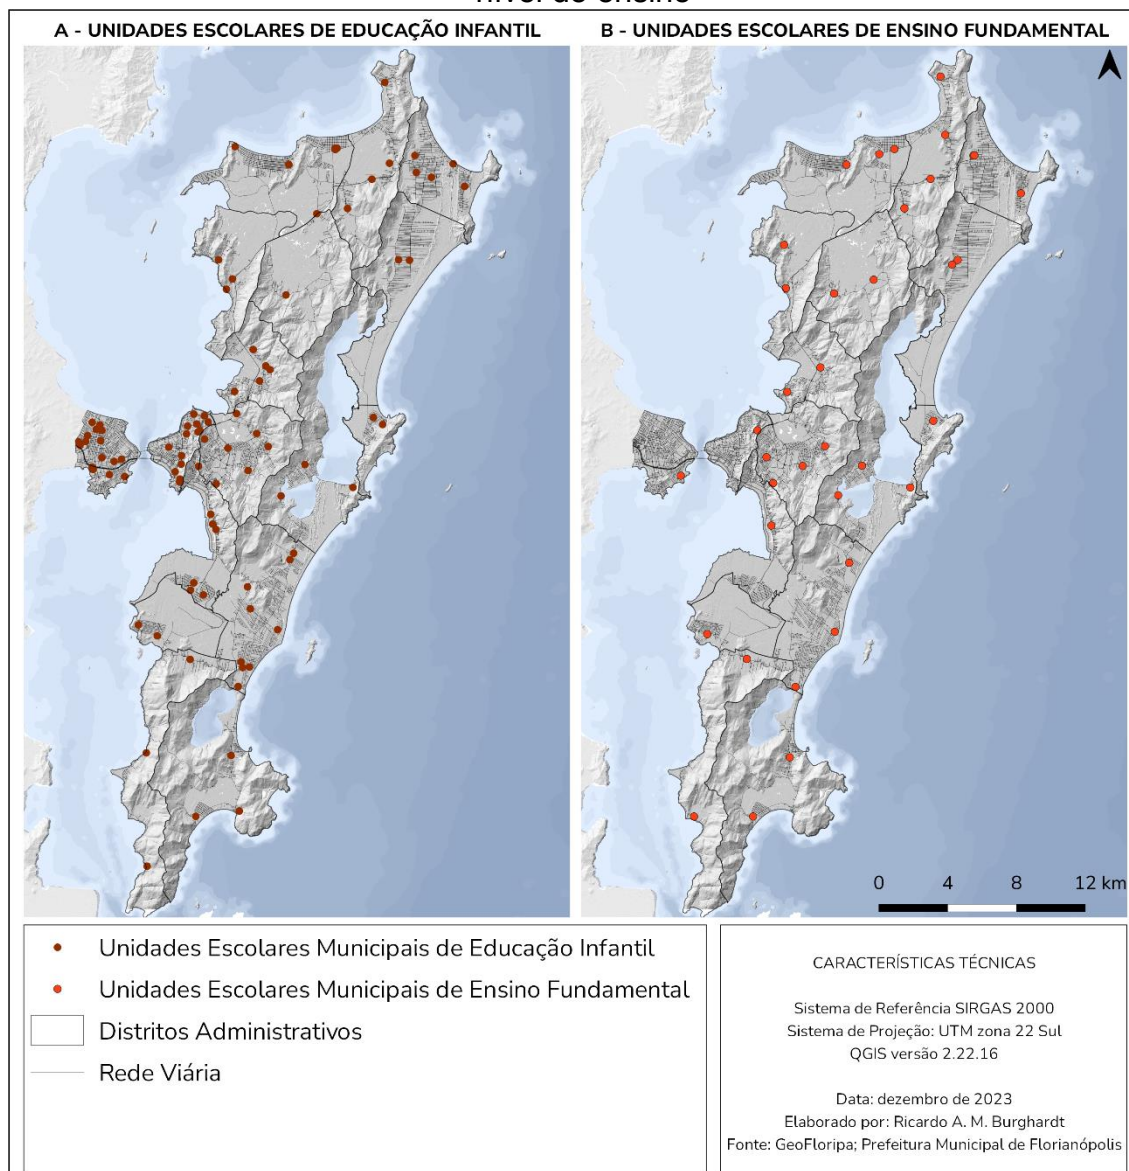 nível de ensino
A - UNIDADES ESCOLARES DE EDUCAÇÃO INFANTIL
B - UNIDADES ESCOLARES DE ENSINO FUNDAMENTAL
0 4 8 12 km
Unidades Escolares Municipais de Educação Infantil
Unidades Escolares Municipais de Ensino Fundamental
Distritos Administrativos
Rede Viária
CARACTERÍSTICAS TÉCNICAS
Sistema de Referência SIRGAS 2000
Sistema de Projeção: UTM zona 22 Sul
QGIS versão 2.22.16
Data: dezembro de 2023
Elaborado por: Ricardo A. M. Burghardt
Fonte: GeoFloripa; Prefeitura Municipal de Florianópolis